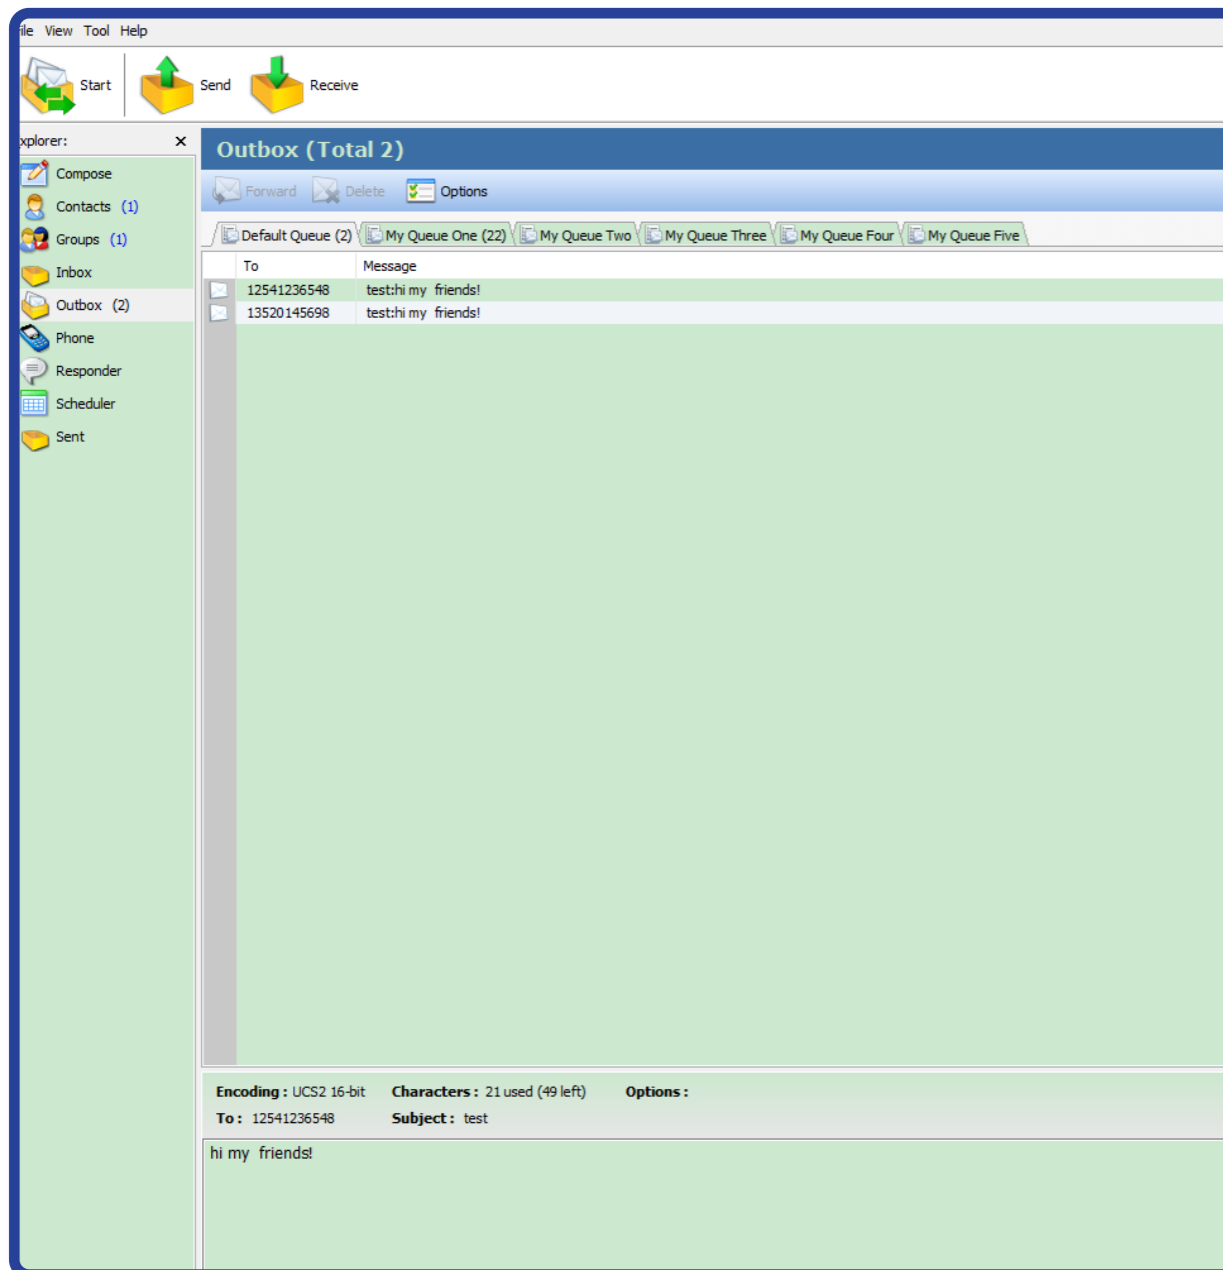 ile View Tool Help
Start Send Receive
xplorer:
Compose
Contacts (1)
Groups (1)
Inbox
Outbox (2)
Phone
Responder
Scheduler
Sent
Outbox (Total 2)
Forward Delete Options
Default Queue (2) My Queue One (22) My Queue Two My Queue Three My Queue Four My Queue Five
To Message
12541236548 test:hi my friends!
13520145698 test:hi my friends!
Encoding : UCS2 16-bit Characters : 21 used (49 left) Options :
To : 12541236548 Subject : test
hi my friends!